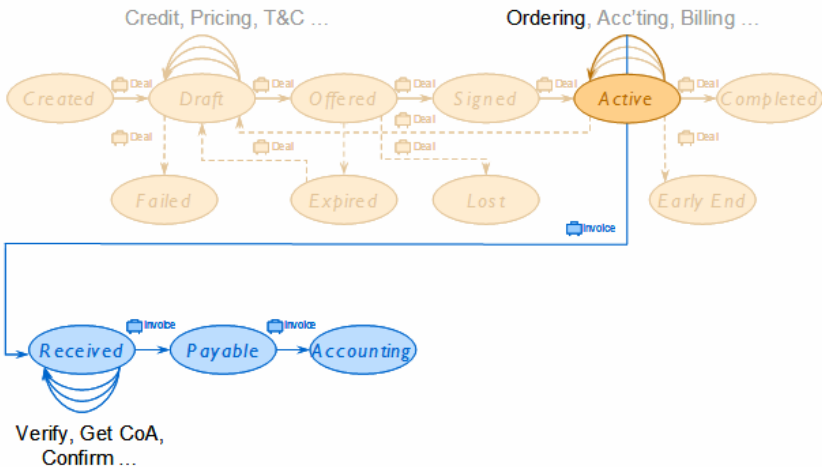 Credit, Pricing, T&C ...
Ordering, Acc'ting, Billing ...
Deal Deal Deal Deal Deal
Created Draft Offered Signed Active Completed
Deal
Deal Deal Deal Deal
Failed Expired Lost Early End
Invoice
Invoice Invoice
Received Payable Accounting
Verify, Get CoA,
Confirm ...